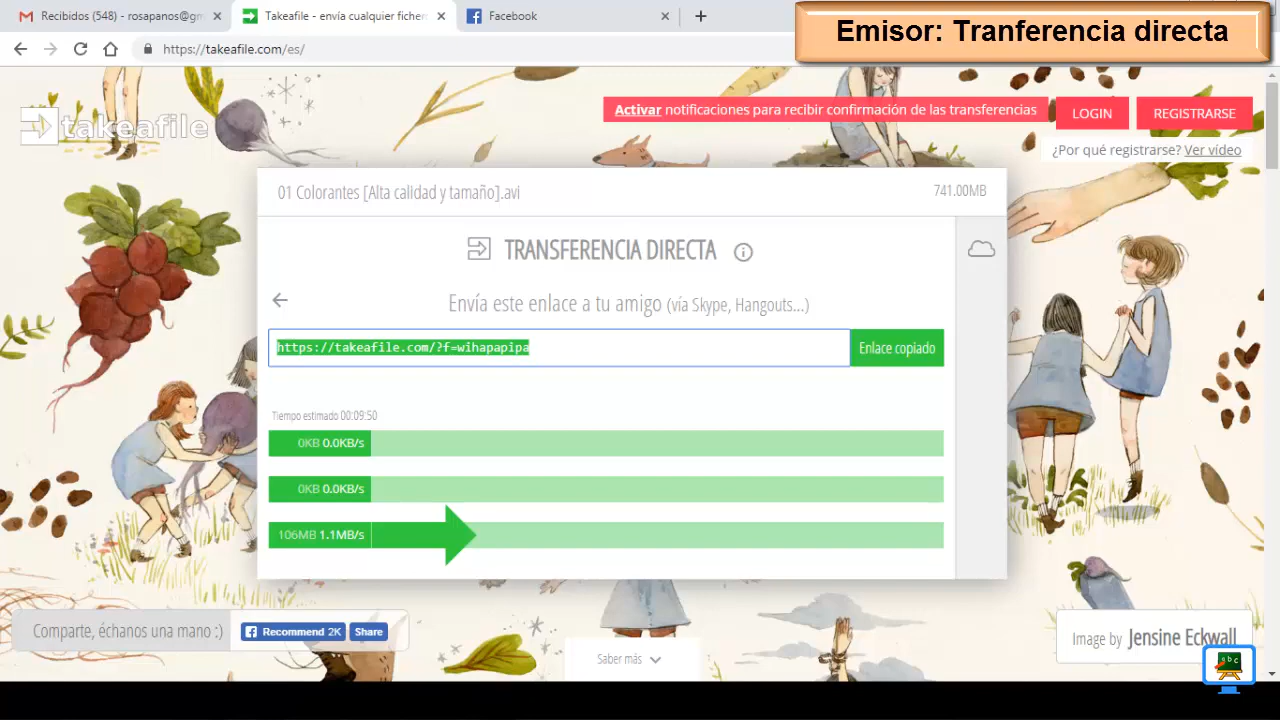 Recibidos (548) - rosapanos@gm
Takeafile - envía cualquier fichem
Facebook
Emisor: Tranferencia directa
https://takeafile.com/es/
takeafile
Activar notificaciones para recibir confirmación de las transferencias
LOGIN
REGISTRARSE
¿Por qué registrarse? Ver vídeo
01 Colorantes [Alta calidad y tamaño].avi
741.00MB
TRANSFERENCIA DIRECTA
Envía este enlace a tu amigo (vía Skype, Hangouts...)
https://takeafile.com/?f=wihapapipa
Enlace copiado
Tiempo estimado 00:09:50
0KB 0.0KB/s
0KB 0.0KB/s
106MB 1.1MB/s
Comparte, échanos una mano :)
Recommend 2K
Share
Saber más
Image by Jensine Eckwall
abc